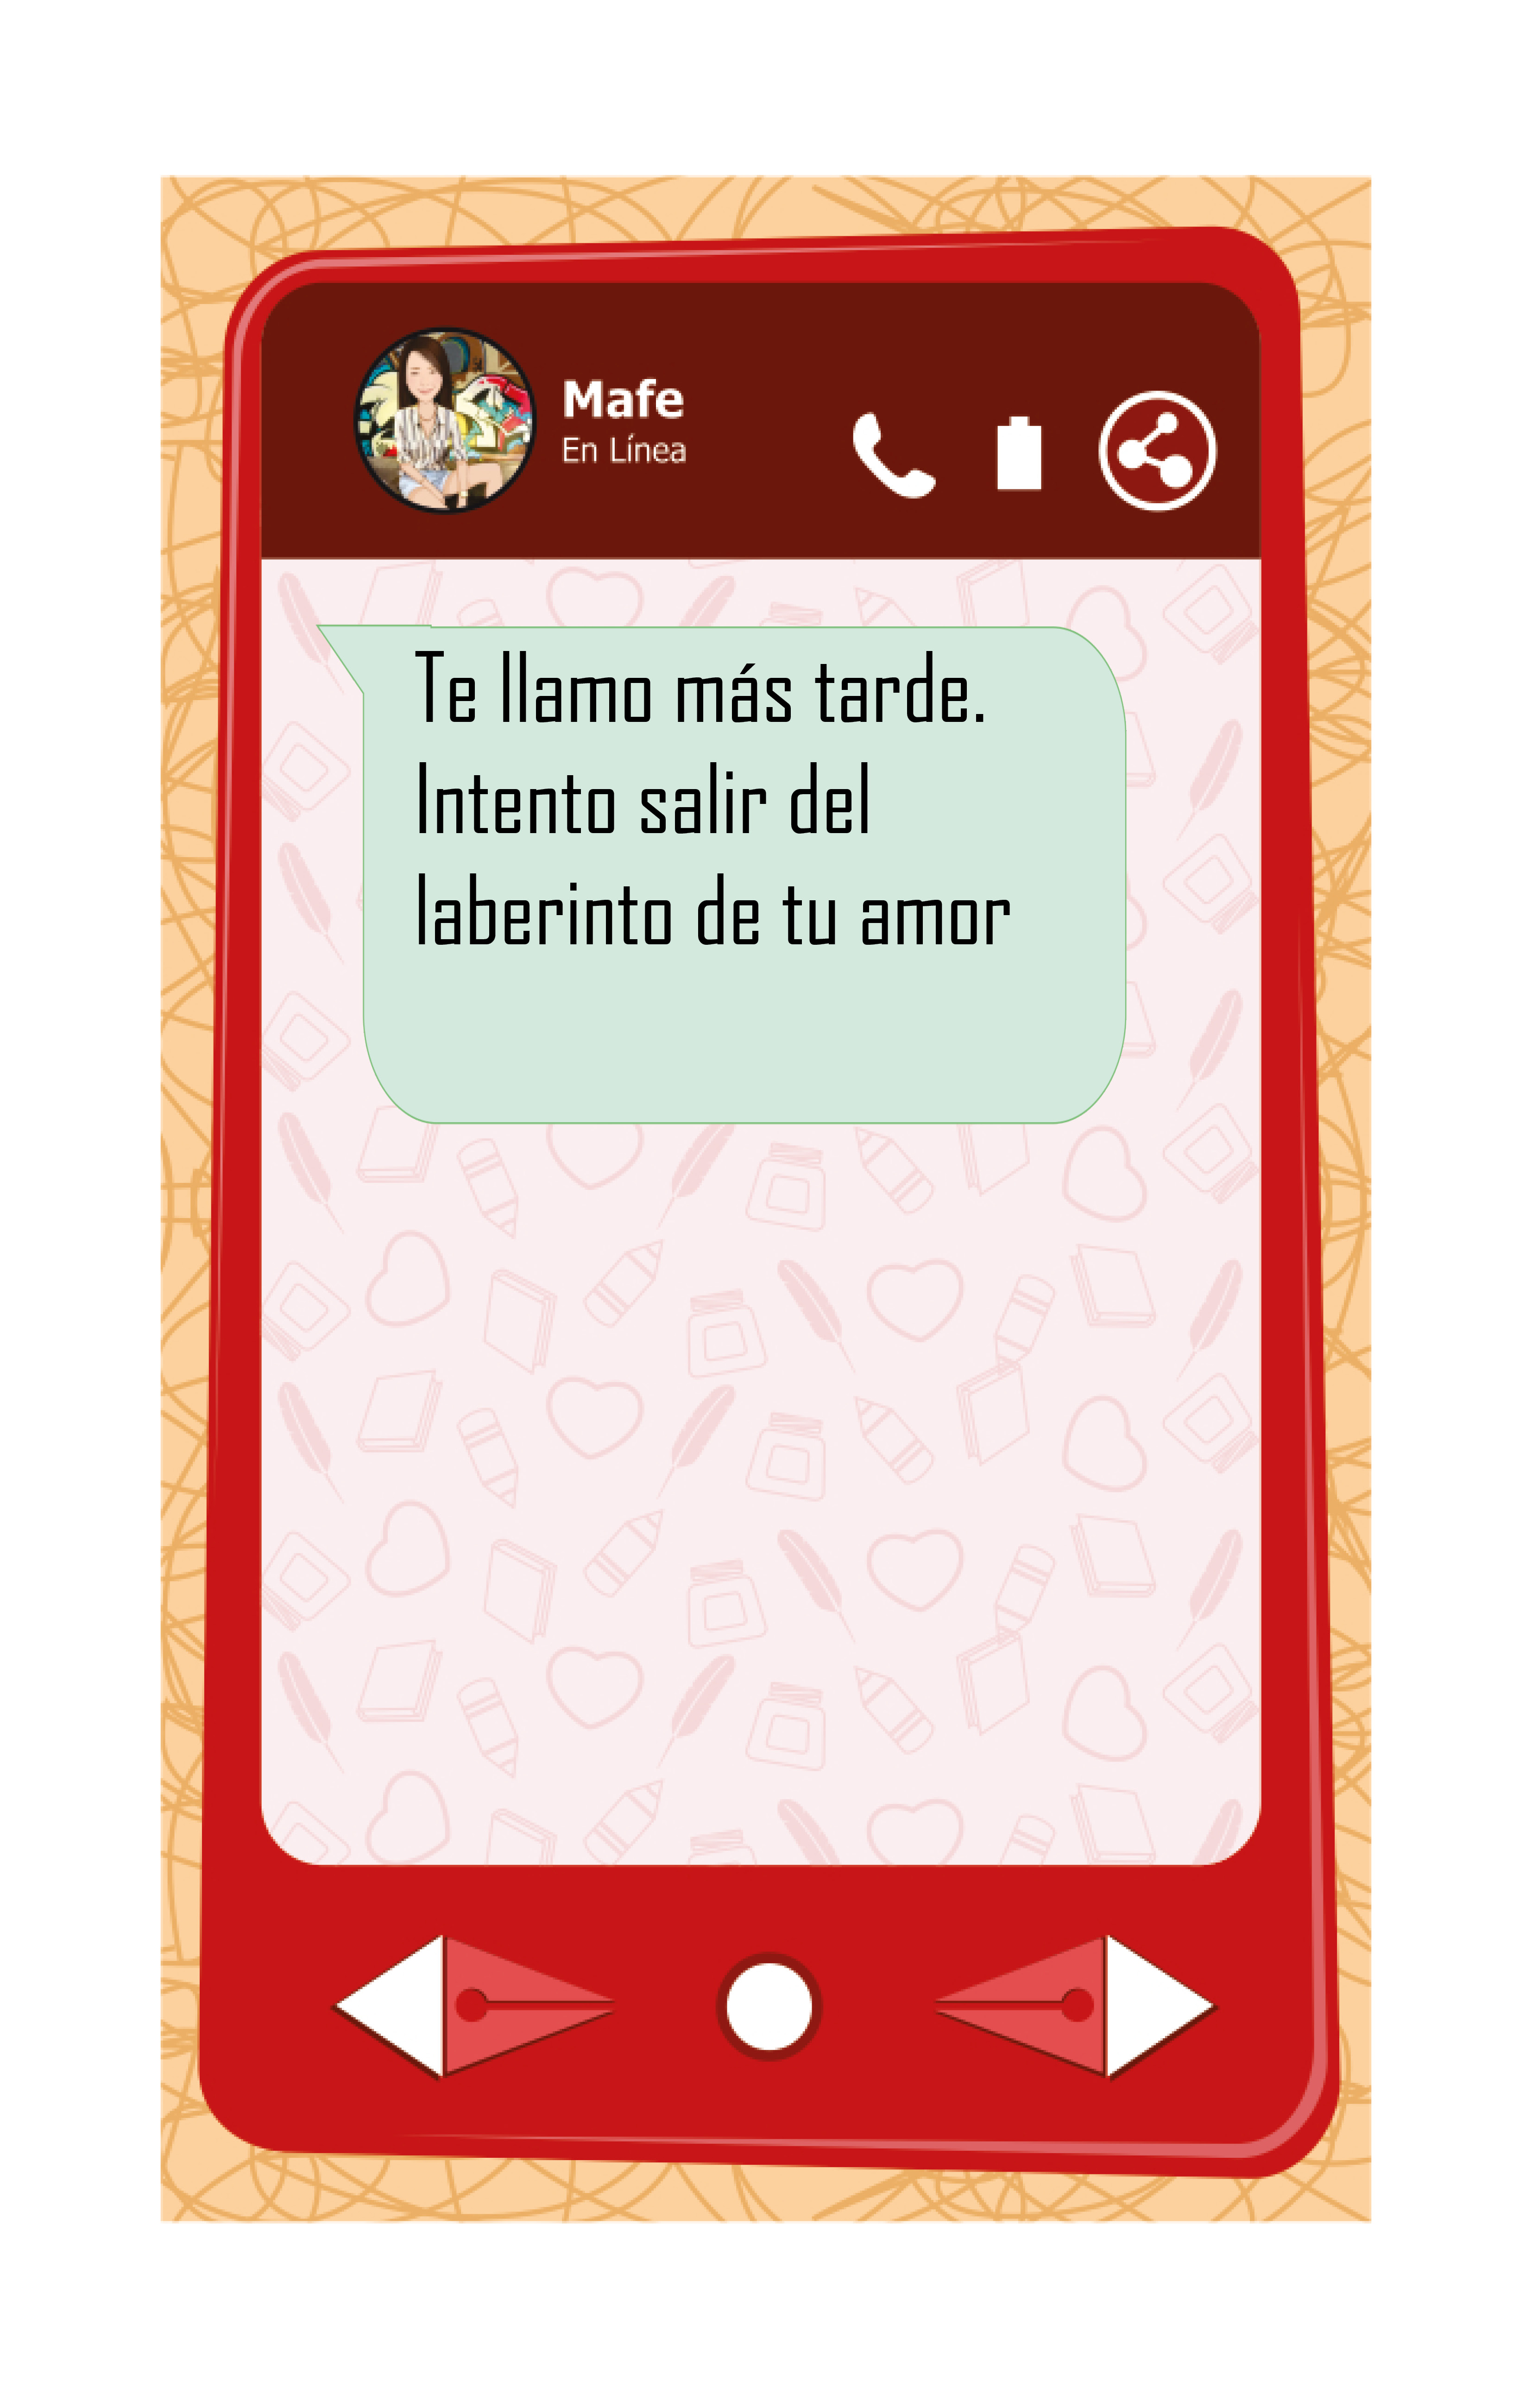 Mafe
En Línea
Te llamo más tarde.
Intento salir del
laberinto de tu amor